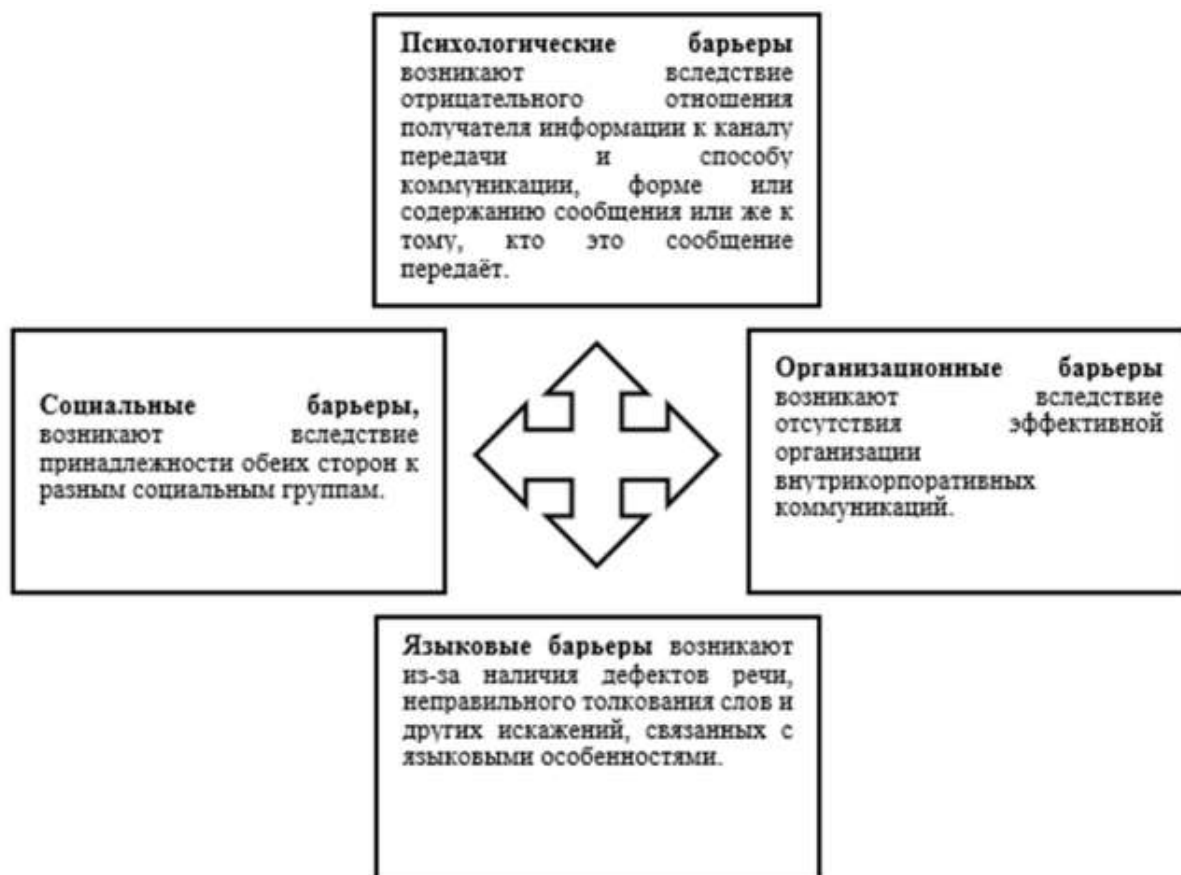 Психологические барьеры
возникают вследствие
отрицательного отношения
получателя информации к каналу
передачи и способу
коммуникации, форме или
содержанию сообщения или же к
тому, кто это сообщение
передаёт.
Социальные барьеры,
возникают вследствие
принадлежности обеих сторон к
разным социальным группам.
Организационные барьеры
возникают вследствие
отсутствия эффективной
организации
внутрикорпоративных
коммуникаций.
Языковые барьеры возникают
из-за наличия дефектов речи,
неправильного толкования слов и
других искажений, связанных с
языковыми особенностями.